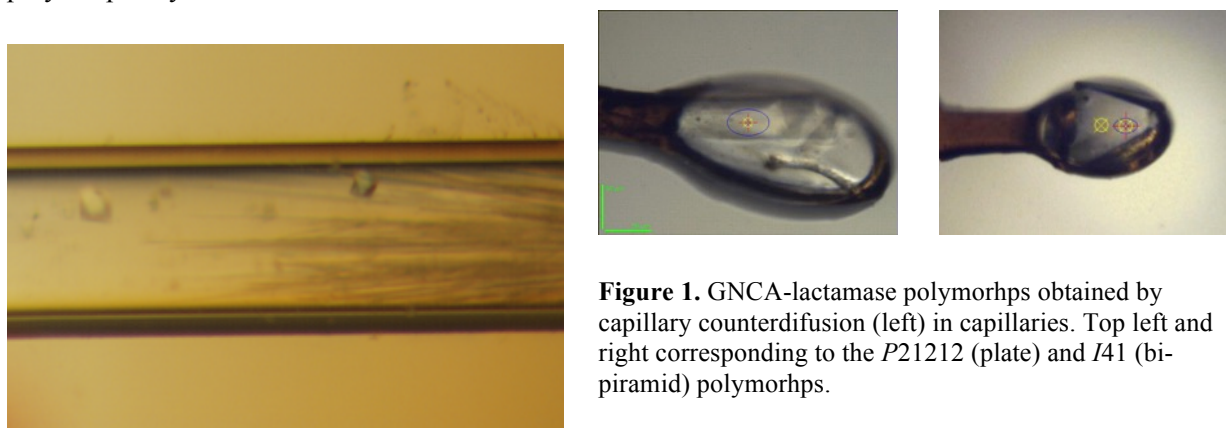 Figure 1. GNCA-lactamase polymorhps obtained by
capillary counterdifusion (left) in capillaries. Top left and
right corresponding to the P21212 (plate) and I41 (bi-
piramid) polymorhps.